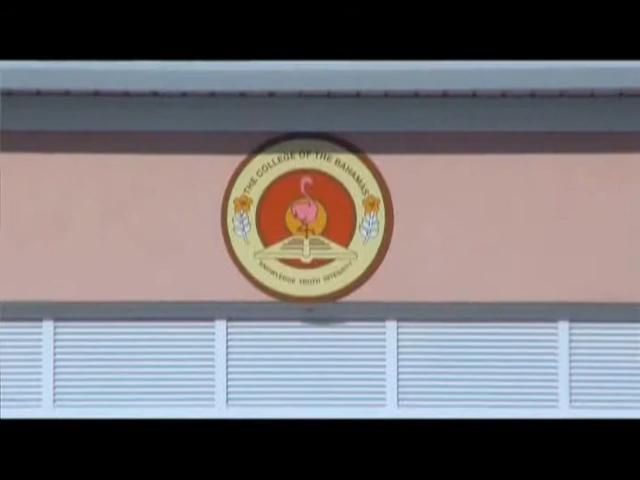 THE COLLEGE OF THE BAHAMAS
KNOWLEDGE TRUTH INTEGRITY